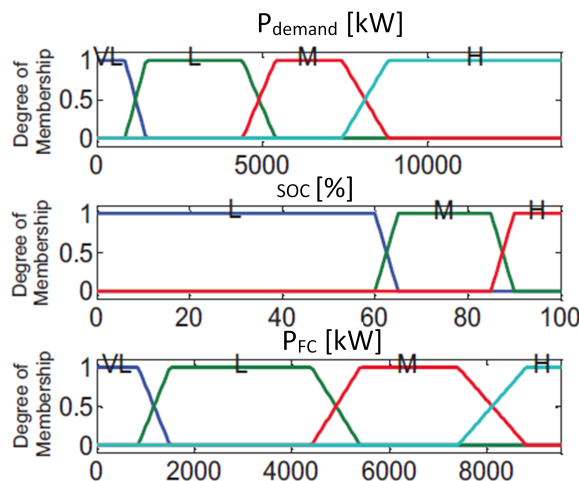 P_demand [kW]
VL L M H
1
0.5
0
Degree of
Membership
0 5000 10000
SOC [%]
L M H
1
0.5
0
Degree of
Membership
0 20 40 60 80 100
P_FC [kW]
VL L M H
1
0.5
0
Degree of
Membership
0 2000 4000 6000 8000